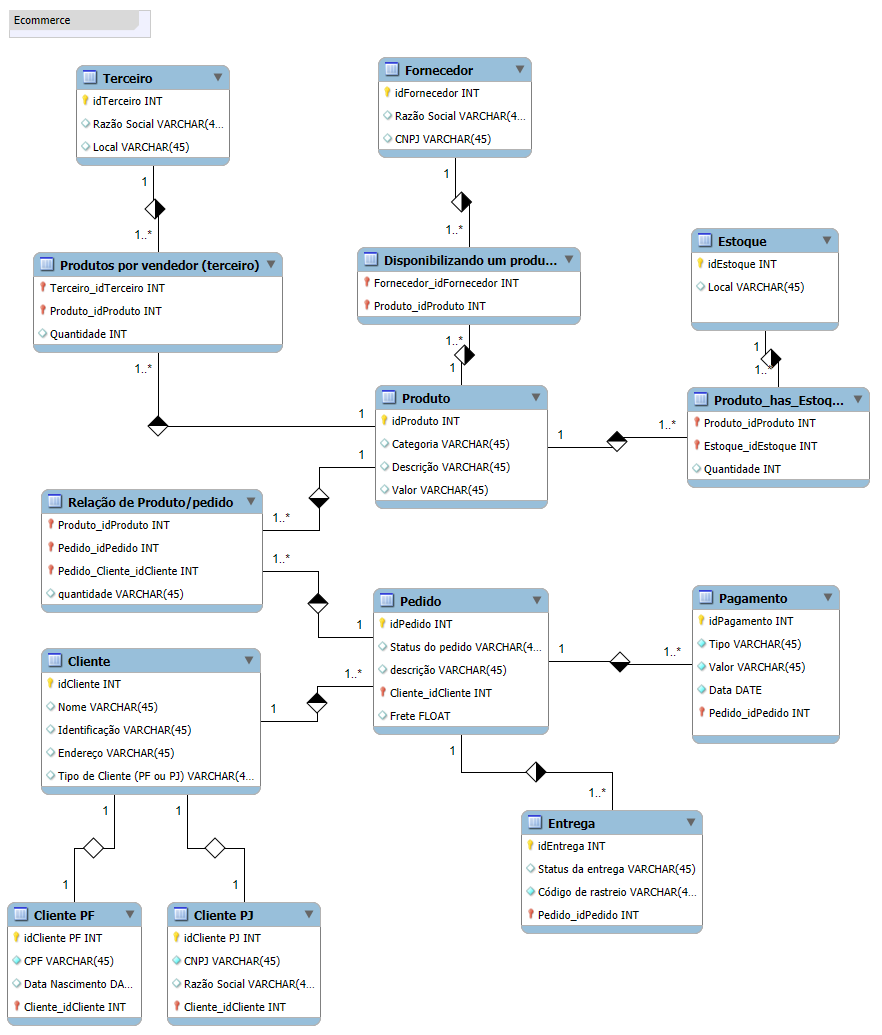 Ecommerce
Terceiro
idTerceiro INT
Razão Social VARCHAR(4...
Local VARCHAR(45)
1
1..*
Fornecedor
idFornecedor INT
Razão Social VARCHAR(4...
CNPJ VARCHAR(45)
1
1..*
Produtos por vendedor (terceiro)
Terceiro_idTerceiro INT
Produto_idProduto INT
Quantidade INT
1..*
1
Disponibilizando um produ...
Fornecedor_idFornecedor INT
Produto_idProduto INT
1..*
1
Estoque
idEstoque INT
Local VARCHAR(45)
1
1..*
Produto
idProduto INT
Categoria VARCHAR(45)
Descrição VARCHAR(45)
Valor VARCHAR(45)
1
1..*
Produto_has_Estoq...
Produto_idProduto INT
Estoque_idEstoque INT
Quantidade INT
1
1..*
Relação de Produto/pedido
Produto_idProduto INT
Pedido_idPedido INT
Pedido_Cliente_idCliente INT
quantidade VARCHAR(45)
1..*
1
Pedido
idPedido INT
Status do pedido VARCHAR(4...
descrição VARCHAR(45)
Cliente_idCliente INT
Frete FLOAT
1
1..*
Pagamento
idPagamento INT
Tipo VARCHAR(45)
Valor VARCHAR(45)
Data DATE
Pedido_idPedido INT
Cliente
idCliente INT
Nome VARCHAR(45)
Identificação VARCHAR(45)
Endereço VARCHAR(45)
Tipo de Cliente (PF ou PJ) VARCHAR(4...
1
1..*
1
1..*
Entrega
idEntrega INT
Status da entrega VARCHAR(45)
Código de rastreio VARCHAR(4...
Pedido_idPedido INT
1
1
1
1
Cliente PF
idCliente PF INT
CPF VARCHAR(45)
Data Nascimento DA...
Cliente_idCliente INT
Cliente PJ
idCliente PJ INT
CNPJ VARCHAR(45)
Razão Social VARCHAR(4...
Cliente_idCliente INT